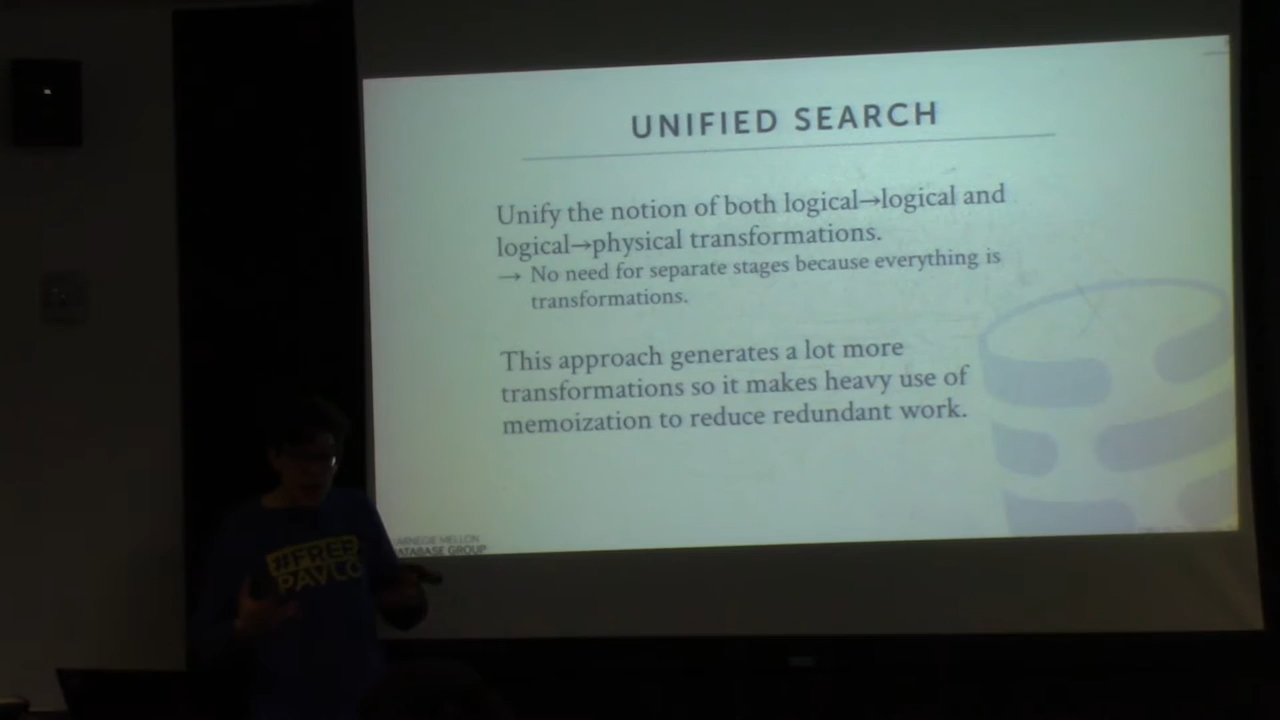 UNIFIED SEARCH
Unify the notion of both logical→logical and
logical→physical transformations.
→ No need for separate stages because everything is
transformations.
This approach generates a lot more
transformations so it makes heavy use of
memoization to reduce redundant work.
CARNEGIE MELLON
DATABASE GROUP
#FREE
PAVLO